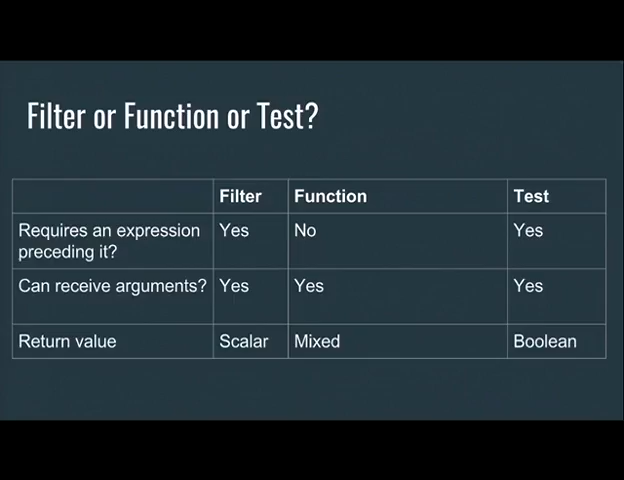 Filter or Function or Test?
Filter Function Test
Requires an expression Yes No Yes
preceding it?
Can receive arguments? Yes Yes Yes
Return value Scalar Mixed Boolean